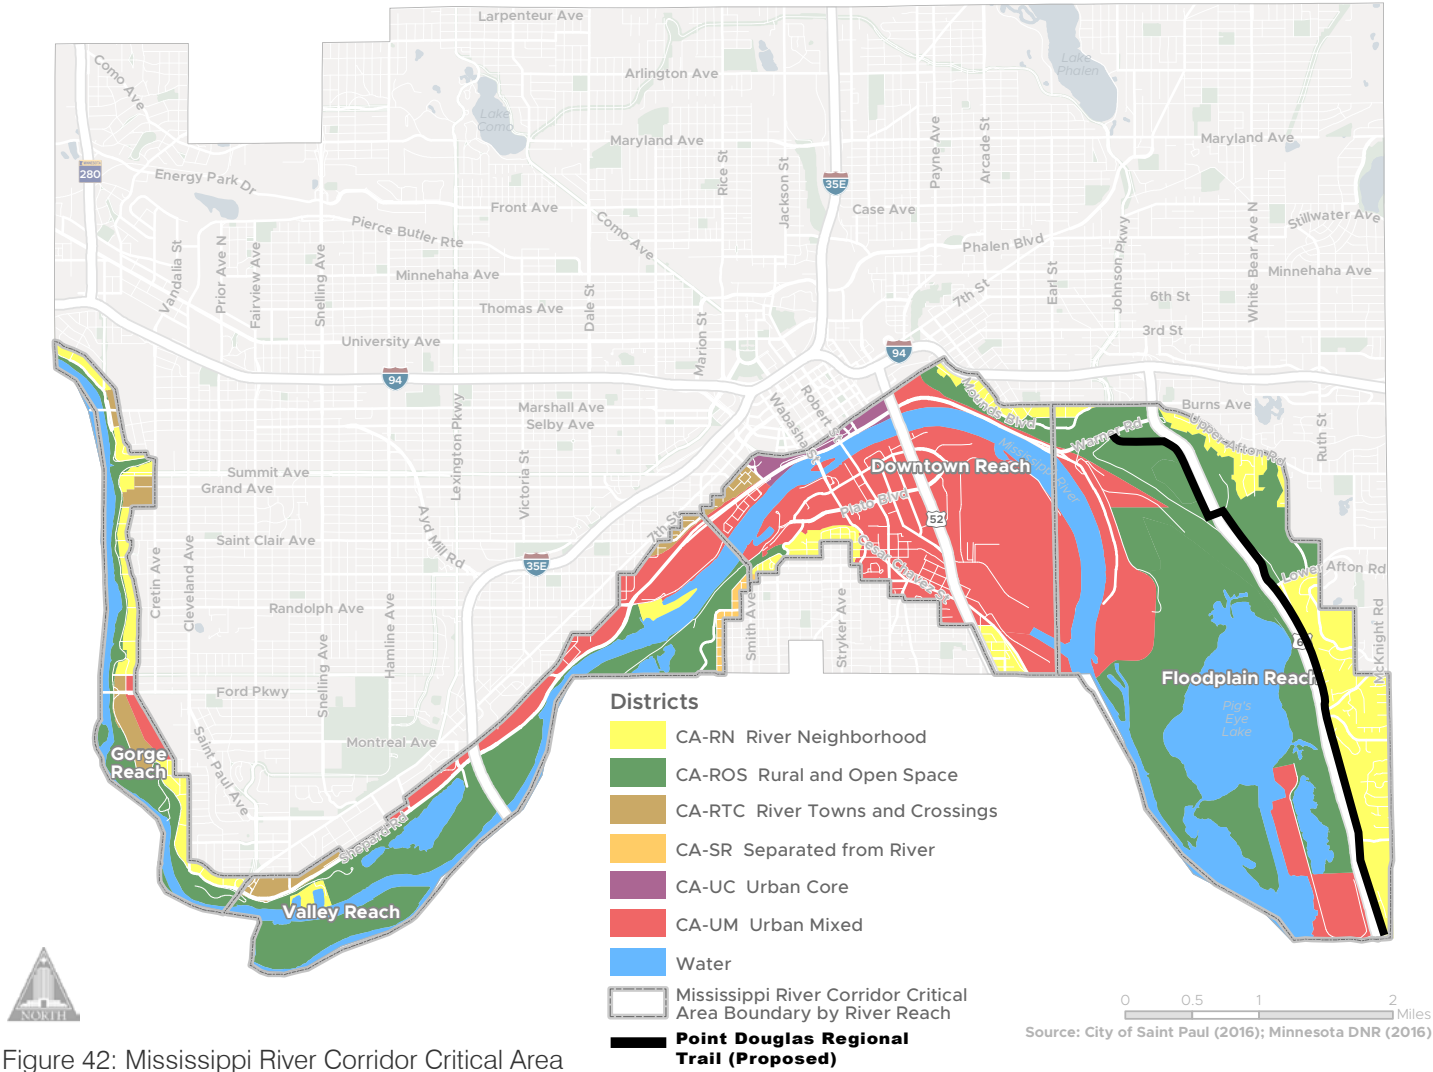 Larpenteur Ave
Como Ave
Arlington Ave
Lake
Phalen
Lake
Como
Maryland Ave
Maryland Ave
280
Energy Park Dr
Rice St
Jackson St
35E
Payne Ave
Arcade St
Front Ave
Como Ave
Case Ave
Stillwater Ave
Pierce Butler Rte
Phalen Blvd
Vandalia St
Prior Ave N
Fairview Ave
Snelling Ave
Minnehaha Ave
Minnehaha Ave
Earl St
Johnson Pkwy
White Bear Ave N
Thomas Ave
Dale St
7th St
6th St
University Ave
Marion St
3rd St
94
94
Lexington Pkwy
Marshall Ave
Selby Ave
Robert St
Wabasha St
Mounds Blvd
Burns Ave
Ruth St
Warner Rd
Upper Afton Rd
Summit Ave
Grand Ave
Victoria St
Downtown Reach
Mississippi River
Plato Blvd
52
Ayd Mill Rd
Saint Clair Ave
7th St
Cesar Chavez St
35E
Lower Afton Rd
Cretin Ave
Cleveland Ave
Randolph Ave
Hamline Ave
Smith Ave
Stryker Ave
McKnight Rd
Snelling Ave
6
Floodplain Reach
Ford Pkwy
Pig's
Eye
Lake
Saint Paul Ave
Montreal Ave
Gorge
Reach
Shepard Rd
Valley Reach
Districts
CA-RN River Neighborhood
CA-ROS Rural and Open Space
CA-RTC River Towns and Crossings
CA-SR Separated from River
CA-UC Urban Core
CA-UM Urban Mixed
Water
Mississippi River Corridor Critical
Area Boundary by River Reach
Point Douglas Regional
Trail (Proposed)
NORTH
0 0.5 1 2
Miles
Source: City of Saint Paul (2016); Minnesota DNR (2016)
Figure 42: Mississippi River Corridor Critical Area